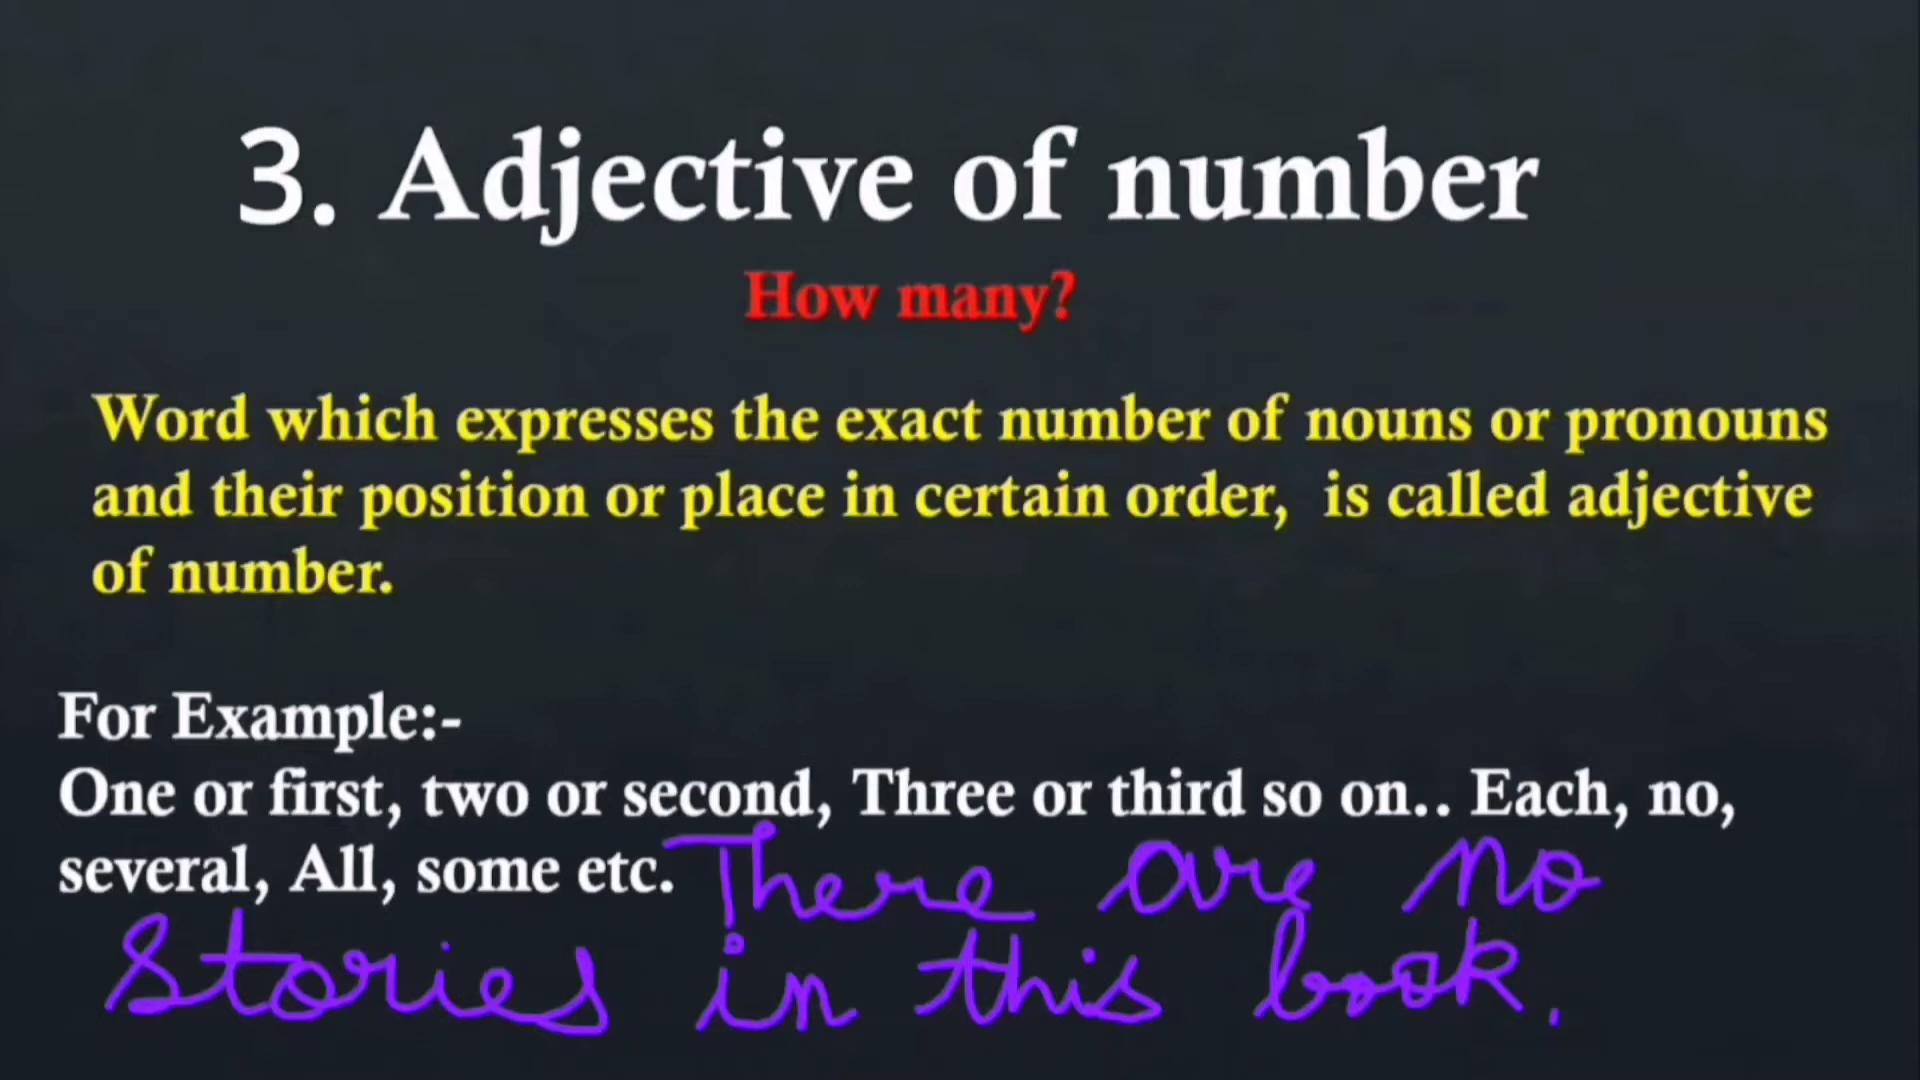 3. Adjective of number
How many?
Word which expresses the exact number of nouns or pronouns
and their position or place in certain order, is called adjective
of number.
For Example:-
One or first, two or second, Three or third so on.. Each, no,
several, All, some etc. There are no
stories in this book.